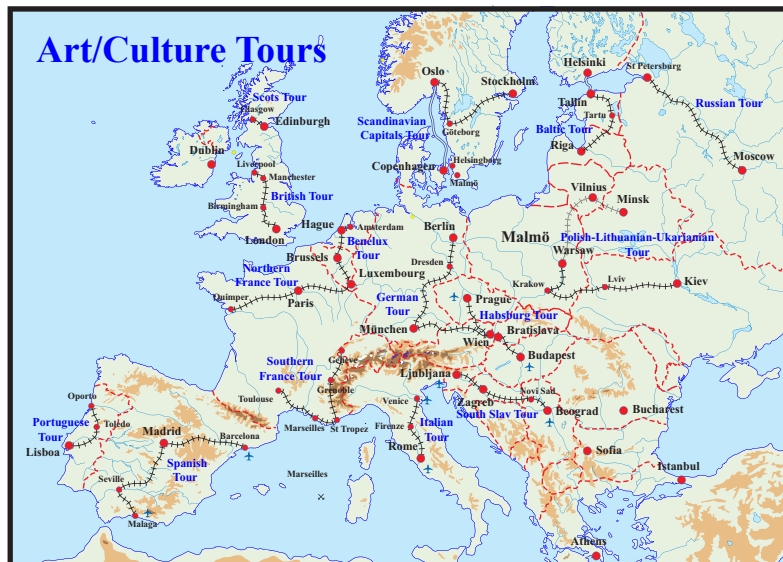 Art/Culture Tours
Oslo
Stockholm
Helsinki
St Petersburg
Scots Tour
Glasgow
Edinburgh
Tallin
Russian Tour
Scandinavian
Capitals Tour
Göteborg
Tartu
Baltic Tour
Riga
Dublin
Liverpool
Manchester
Copenhagen
Helsingborg
Malmö
Moscow
British Tour
Birmingham
Vilnius
Minsk
London
Hague
Amsterdam
Benelux
Tour
Berlin
Malmö
Polish-Lithuanian-Ukarianian
Tour
Brussels
Dresden
Warsaw
Northern
France Tour
Luxembourg
Krakow
Lviv
Kiev
Quimper
Paris
German
Tour
Prague
Habsburg Tour
München
Wien
Bratislava
Budapest
Southern
France Tour
Genève
Grenoble
Ljubljana
Toulouse
Venice
Zagreb
Novi Sad
South Slav Tour
Beograd
Bucharest
Oporto
Portuguese
Tour
Toledo
Madrid
Barcelona
Marseilles
St Tropez
Firenze
Italian
Tour
Lisboa
Spanish
Tour
Rome
Sofia
Seville
Marseilles
Istanbul
Malaga
Athens